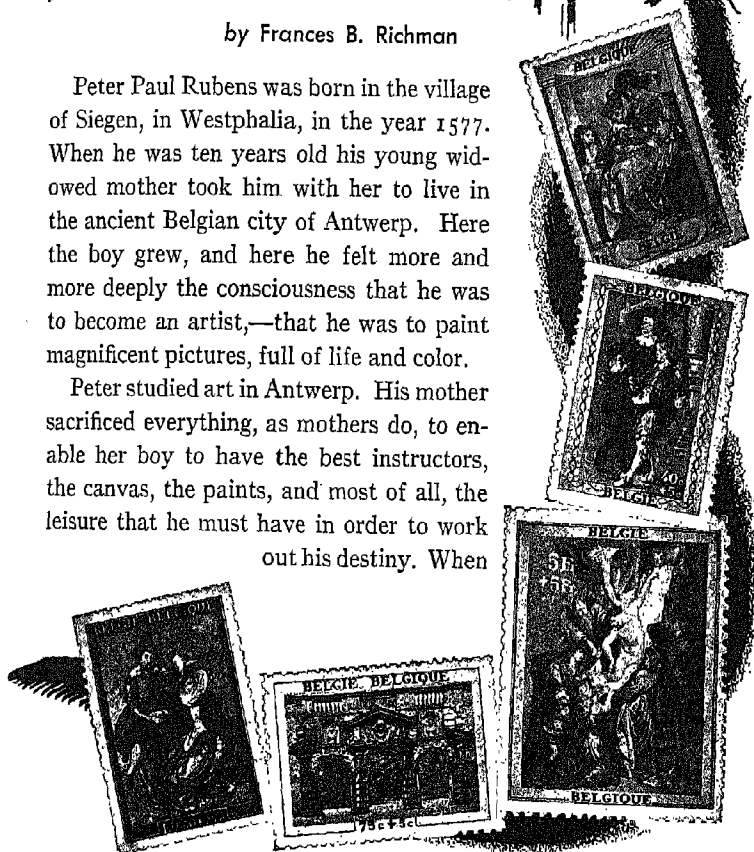 by Frances B. Richman
Peter Paul Rubens was born in the village
of Siegen, in Westphalia, in the year 1577.
When he was ten years old his young wid-
owed mother took him with her to live in
the ancient Belgian city of Antwerp. Here
the boy grew, and here he felt more and
more deeply the consciousness that he was
to become an artist,—that he was to paint
magnificent pictures, full of life and color.
Peter studied art in Antwerp. His mother
sacrificed everything, as mothers do, to en-
able her boy to have the best instructors,
the canvas, the paints, and most of all, the
leisure that he must have in order to work
out his destiny. When
BELGIQUE
BELGIE
BELGIQUE
40c
BELGIE
BELGIE
5F
+5F
BELGIQUE
BELGIE BELGIQUE
75c+5c